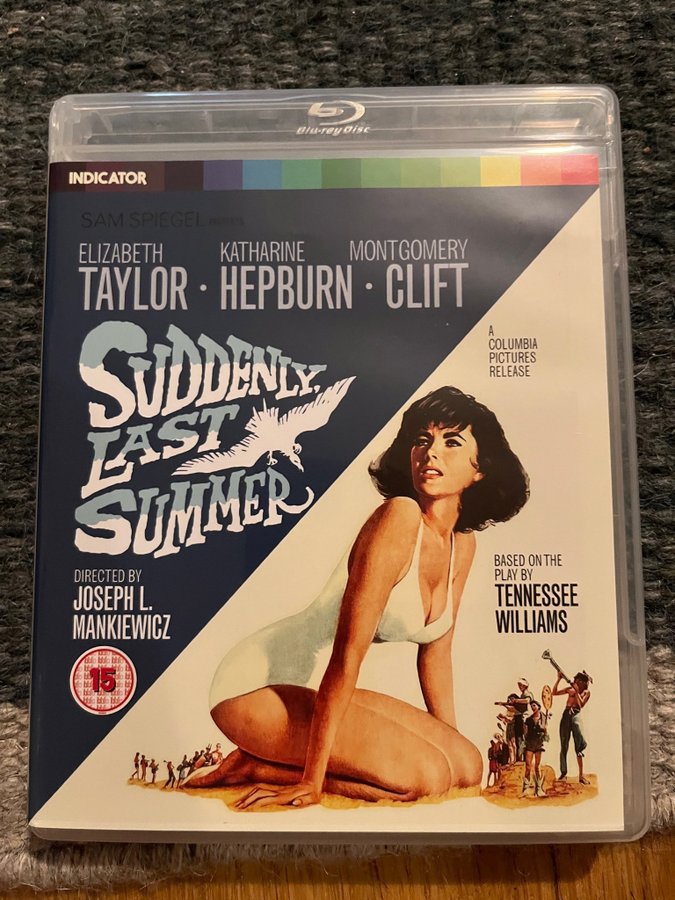 Blu-ray Disc
INDICATOR
SAM SPIEGEL
ELIZABETH
TAYLOR ·
KATHARINE
HEPBURN ·
MONTGOMERY
CLIFT
SUDDENLY,
LAST
SUMMER
A
COLUMBIA
PICTURES
RELEASE
DIRECTED BY
JOSEPH L.
MANKIEWICZ
BASED ON THE
PLAY BY
TENNESSEE
WILLIAMS
15